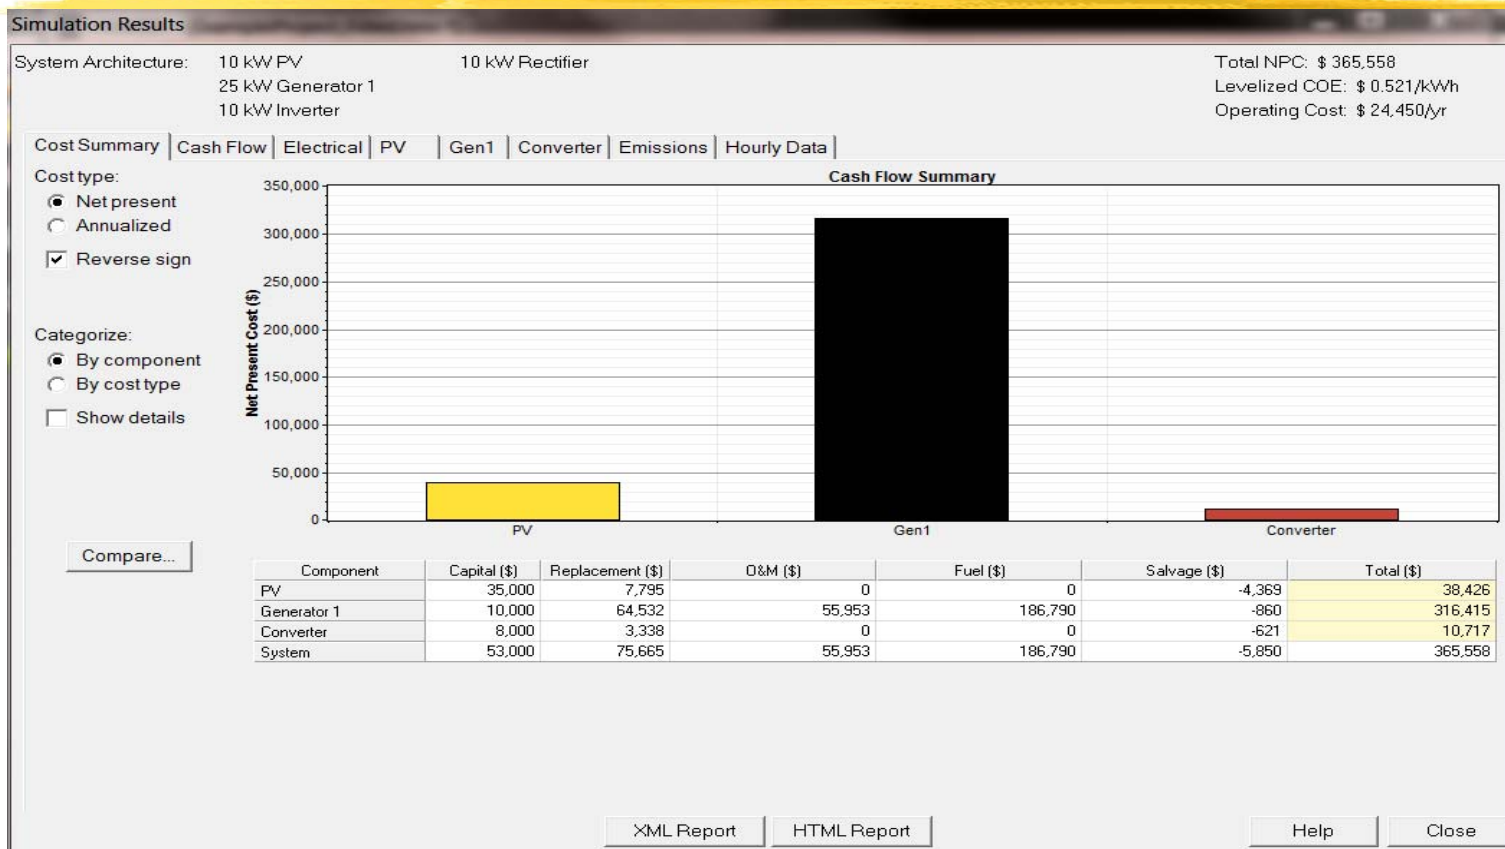 Simulation Results
System Architecture: 10 kW PV 10 kW Rectifier Total NPC: $ 365,558
25 kW Generator 1 Levelized COE: $ 0.521/kWh
10 kW Inverter Operating Cost: $ 24,450/yr
Cost Summary Cash Flow Electrical PV Gen1 Converter Emissions Hourly Data
Cost type:
Net present
Annualized
Reverse sign
Categorize:
By component
By cost type
Show details
Compare...
Cash Flow Summary
Net Present Cost ($)
350,000
300,000
250,000
200,000
150,000
100,000
50,000
0
PV Gen1 Converter
Component Capital ($) Replacement ($) O&M ($) Fuel ($) Salvage ($) Total ($)
PV 35,000 7,795 0 0 -4,369 38,426
Generator 1 10,000 64,532 55,953 186,790 -860 316,415
Converter 8,000 3,338 0 0 -621 10,717
System 53,000 75,665 55,953 186,790 -5,850 365,558
XML Report HTML Report Help Close